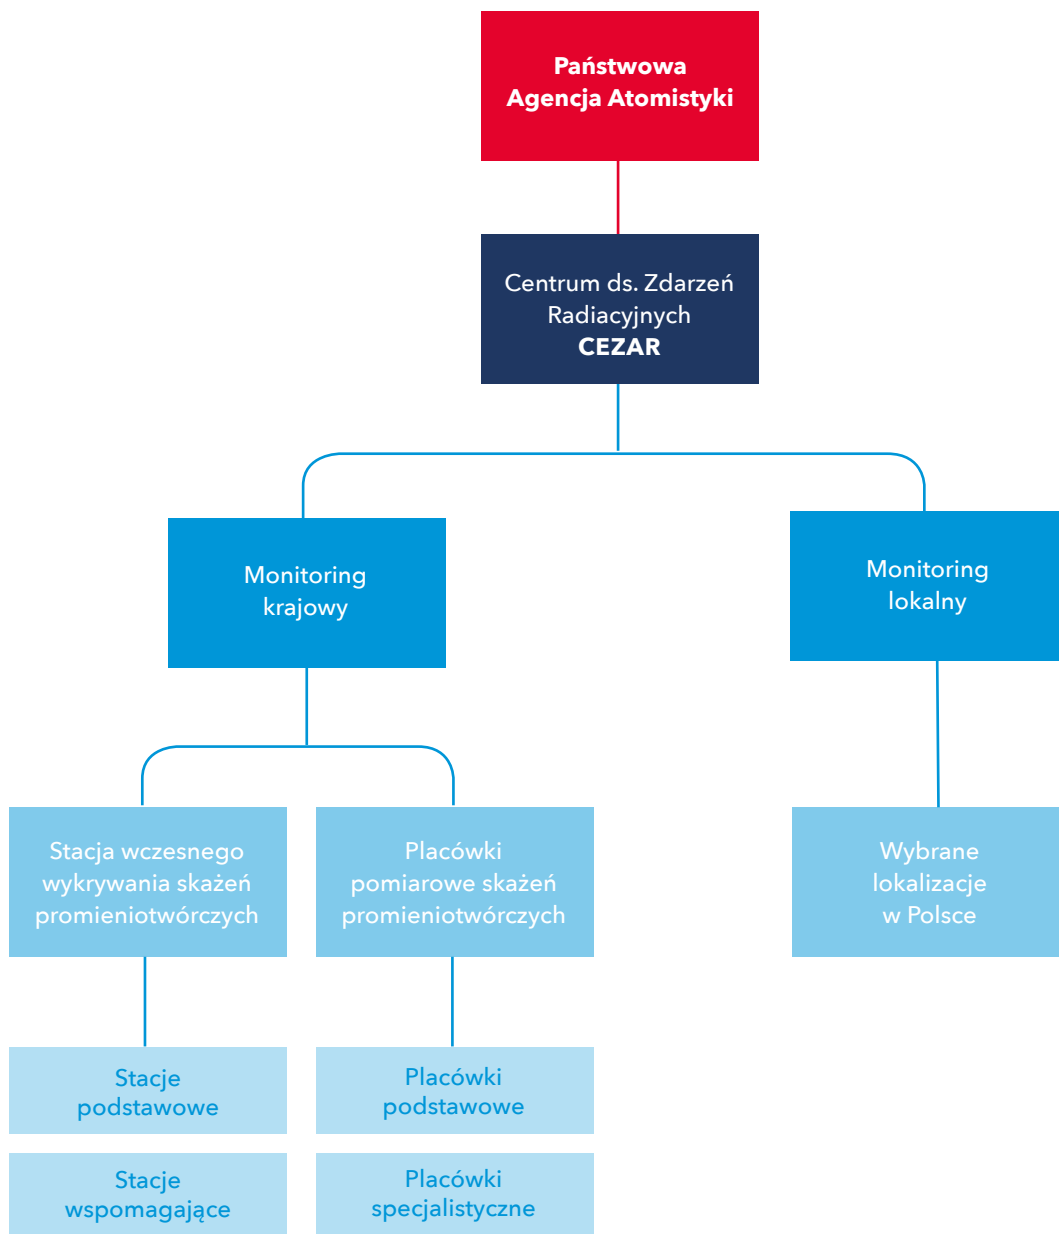 Państwowa
Agencja Atomistyki
Centrum ds. Zdarzeń
Radiacyjnych
CEZAR
Monitoring
krajowy
Monitoring
lokalny
Stacja wczesnego
wykrywania skażeń
promieniotwórczych
Placówki
pomiarowe skażeń
promieniotwórczych
Wybrane
lokalizacje
w Polsce
Stacje
podstawowe
Placówki
podstawowe
Stacje
wspomagające
Placówki
specjalistyczne